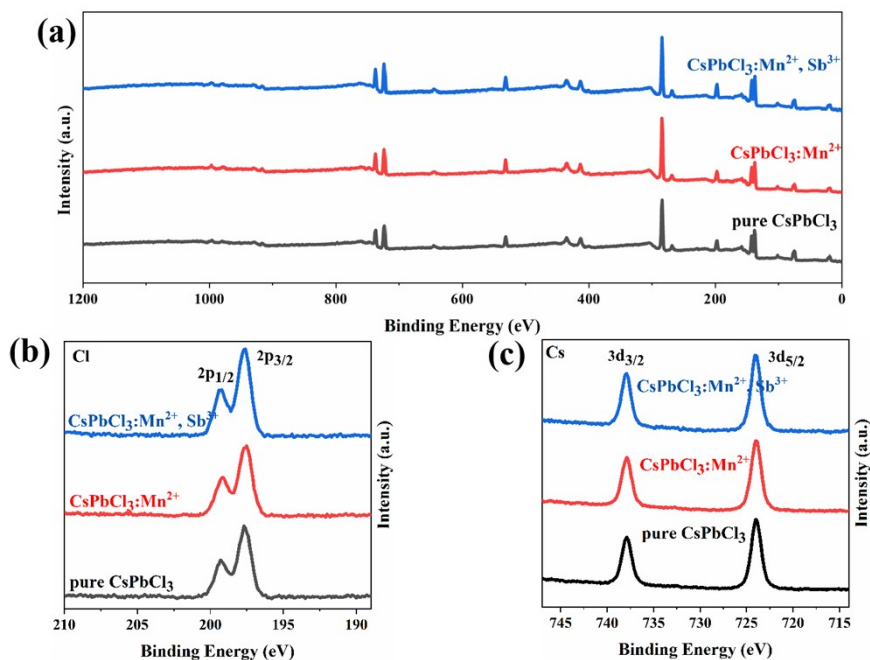 (a)
CsPbCl₃:Mn²⁺, Sb³⁺
CsPbCl₃:Mn²⁺
pure CsPbCl₃
Intensity (a.u.)
1200 1000 800 600 400 200 0
Binding Energy (eV)
(b)
Cl
2p₁/₂
2p₃/₂
CsPbCl₃:Mn²⁺, Sb³⁺
CsPbCl₃:Mn²⁺
pure CsPbCl₃
Intensity (a.u.)
210 205 200 195 190
Binding Energy (eV)
(c)
Cs
3d₃/₂
3d₅/₂
CsPbCl₃:Mn²⁺, Sb³⁺
CsPbCl₃:Mn²⁺
pure CsPbCl₃
Intensity (a.u.)
745 740 735 730 725 720 715
Binding Energy (eV)